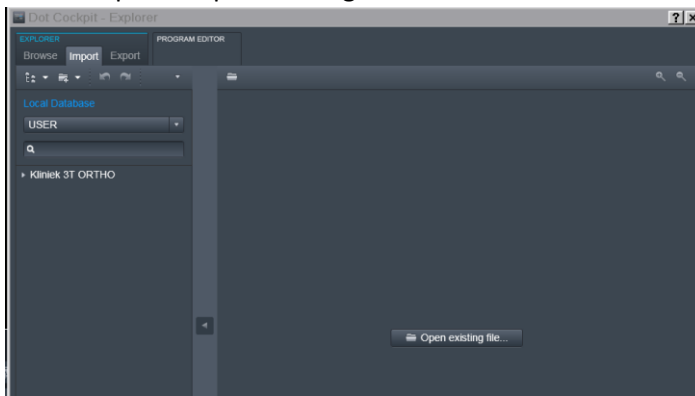 Dot Cockpit - Explorer
EXPLORER
PROGRAM EDITOR
Browse Import Export
Local Database
USER
Kliniek 3T ORTHO
Open existing file...